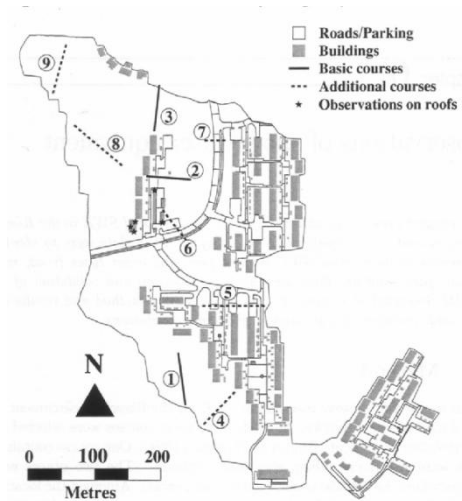 Roads/Parking
Buildings
Basic courses
Additional courses
Observations on roofs
9
3
8
7
2
6
5
1
4
N
0 100 200
Metres